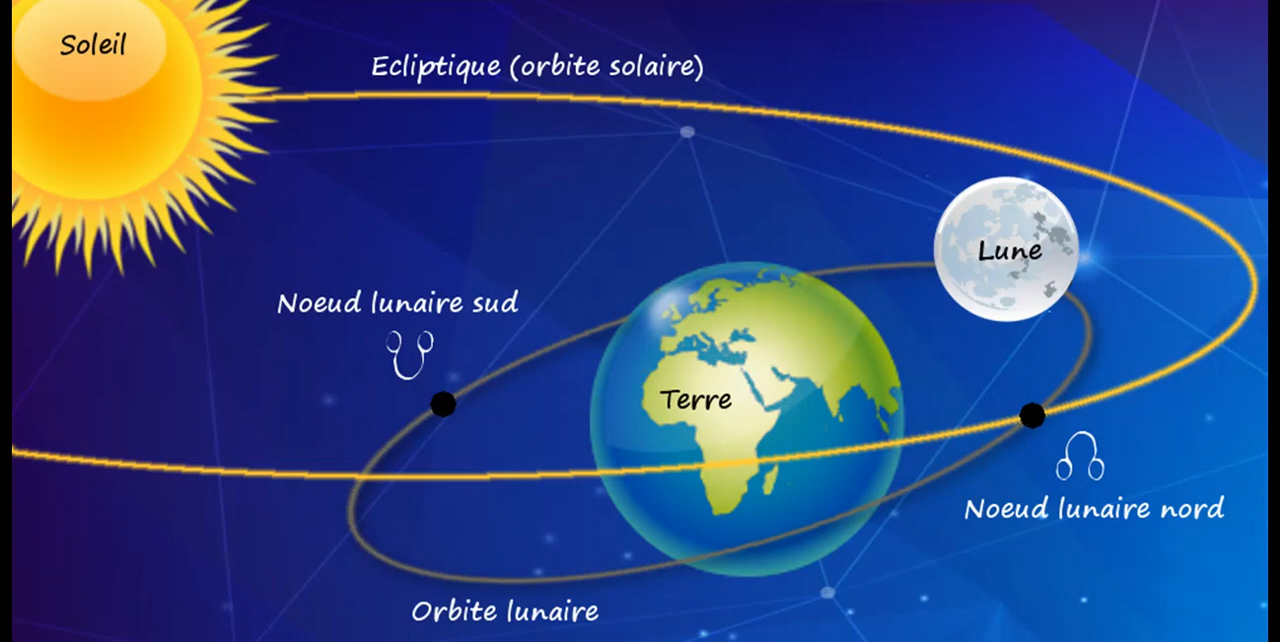 Soleil
Ecliptique (orbite solaire)
Lune
Noeud lunaire sud
Terre
Noeud lunaire nord
Orbite lunaire